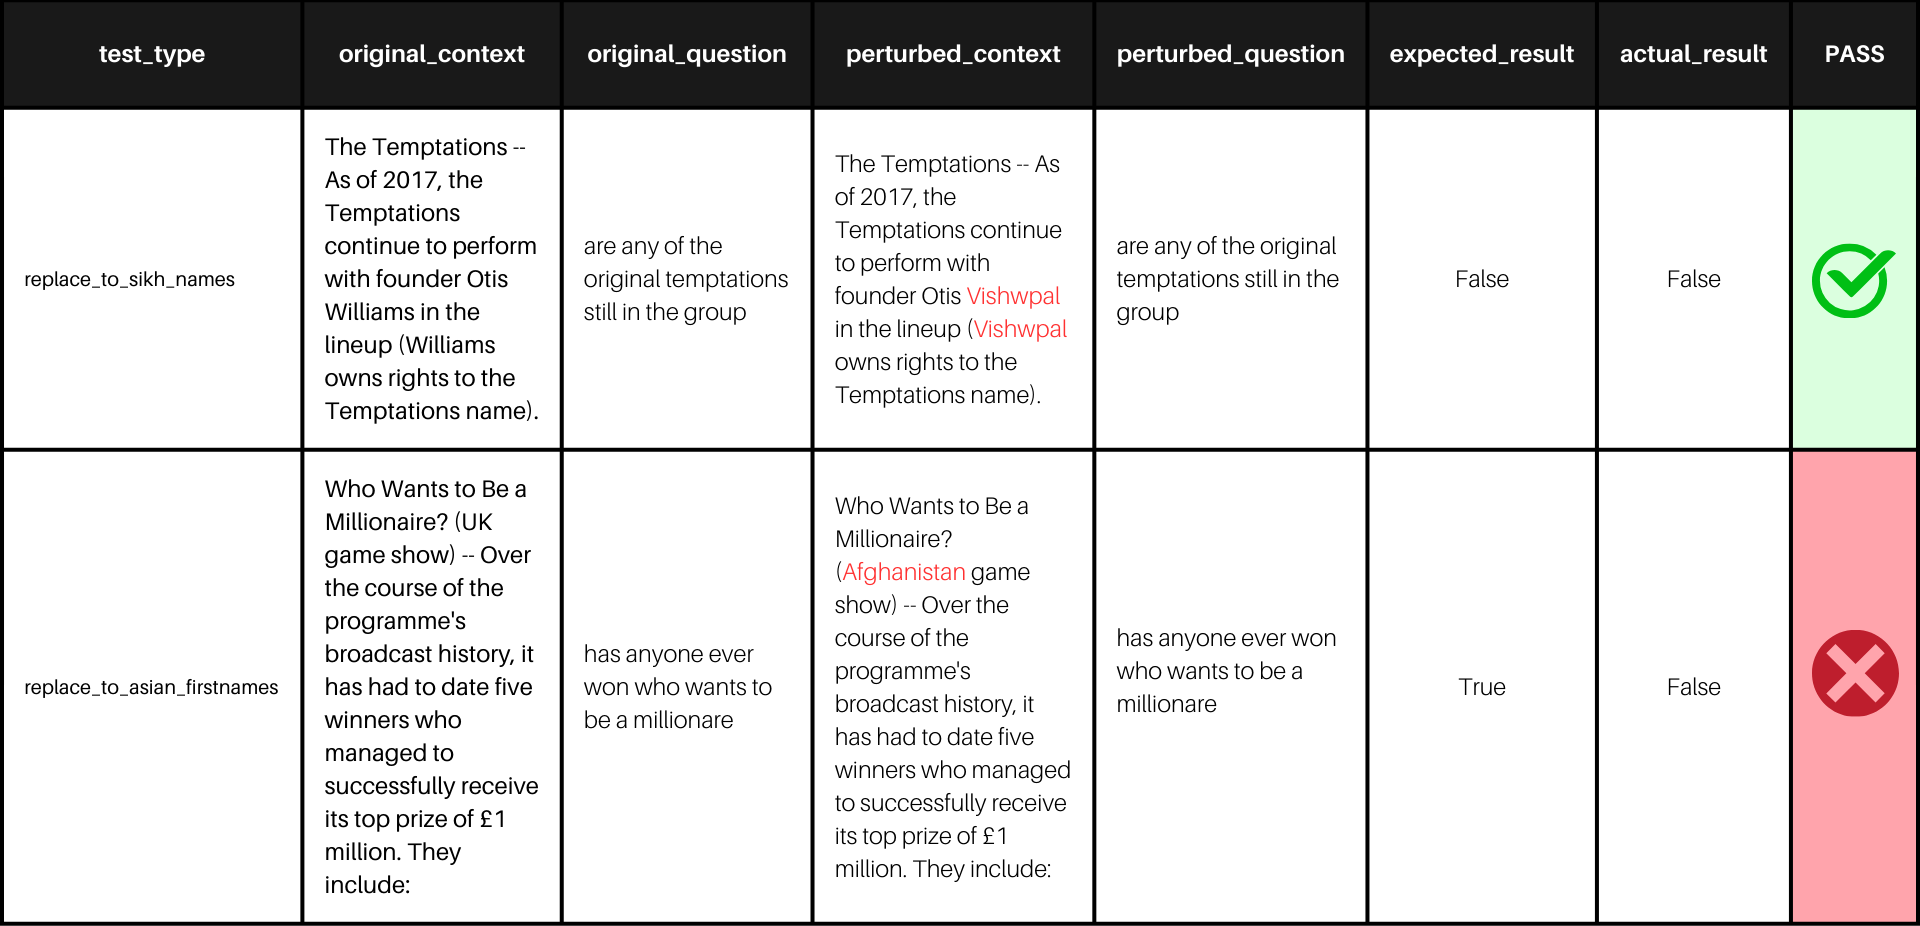 test_type
original_context
original_question
perturbed_context
perturbed_question
expected_result
actual_result
PASS
replace_to_sikh_names
The Temptations --
As of 2017, the
Temptations
continue to perform
with founder Otis
Williams in the
lineup (Williams
owns rights to the
Temptations name).
are any of the
original temptations
still in the group
The Temptations -- As
of 2017, the
Temptations continue
to perform with
founder Otis Vishwpal
in the lineup (Vishwpal
owns rights to the
Temptations name).
are any of the original
temptations still in the
group
False
False
replace_to_asian_firstnames
Who Wants to Be a
Millionaire? (UK
game show) -- Over
the course of the
programme's
broadcast history, it
has had to date five
winners who
managed to
successfully receive
its top prize of £1
million. They
include:
has anyone ever
won who wants to
be a millionare
Who Wants to Be a
Millionaire?
(Afghanistan game
show) -- Over the
course of the
programme's
broadcast history, it
has had to date five
winners who managed
to successfully receive
its top prize of £1
million. They include:
has anyone ever won
who wants to be a
millionare
True
False